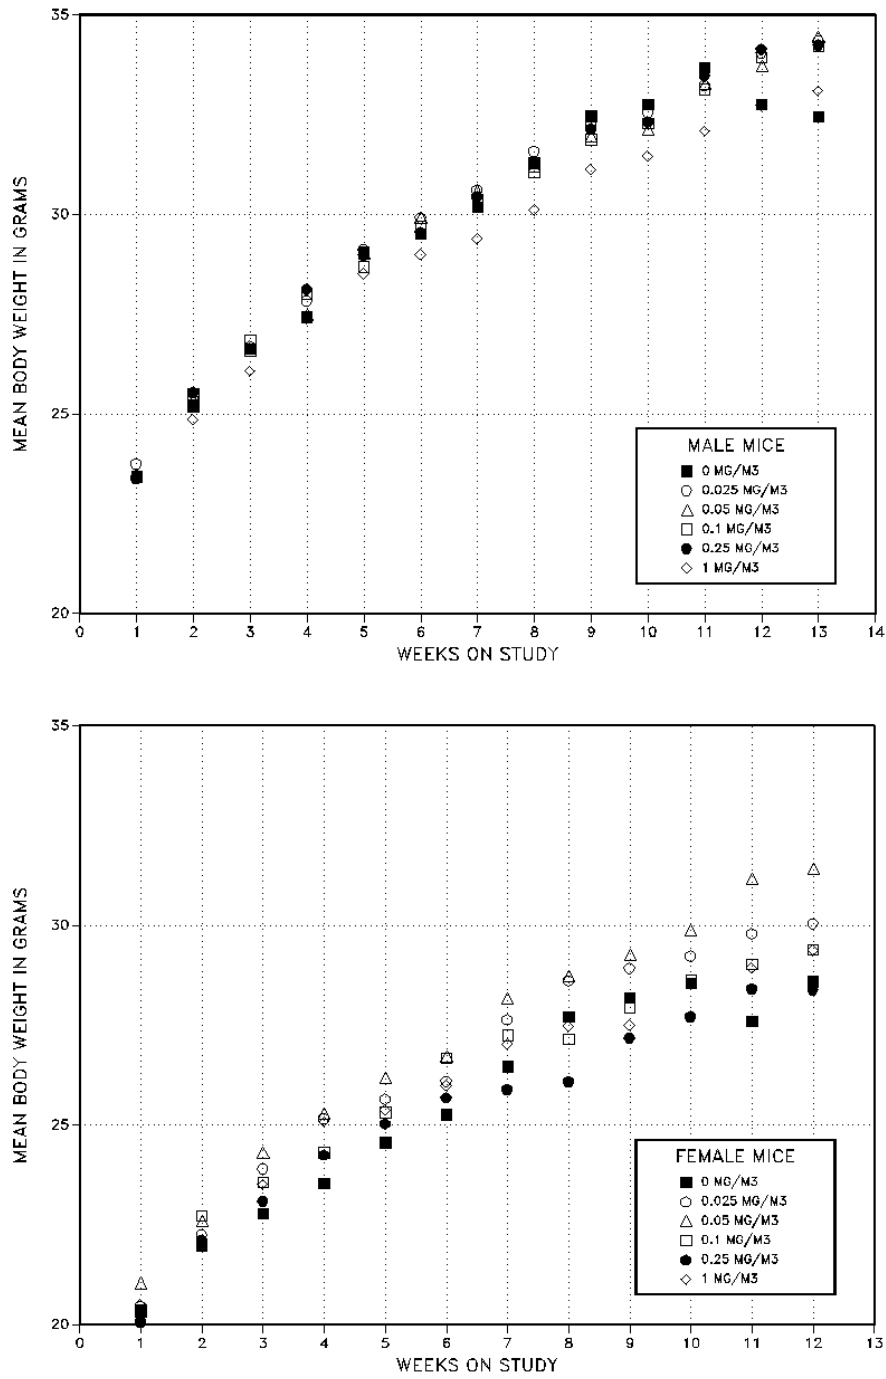 35
30
25
20
MEAN BODY WEIGHT IN GRAMS
MALE MICE
0 MG/M3
0.025 MG/M3
0.05 MG/M3
0.1 MG/M3
0.25 MG/M3
1 MG/M3
0 1 2 3 4 5 6 7 8 9 10 11 12 13 14
WEEKS ON STUDY
35
30
25
20
MEAN BODY WEIGHT IN GRAMS
FEMALE MICE
0 MG/M3
0.025 MG/M3
0.05 MG/M3
0.1 MG/M3
0.25 MG/M3
1 MG/M3
0 1 2 3 4 5 6 7 8 9 10 11 12 13
WEEKS ON STUDY